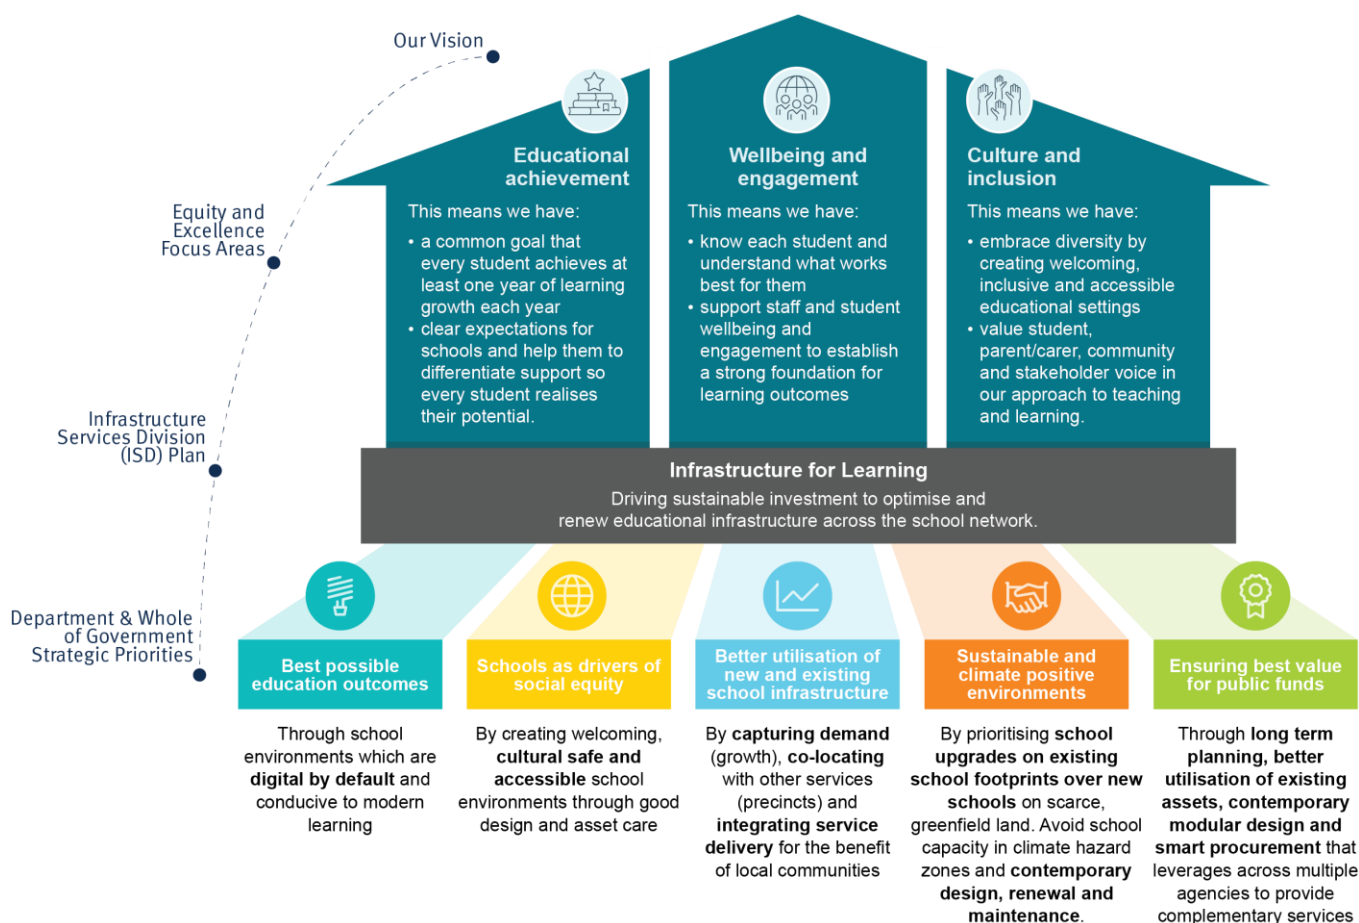 Our Vision
Equity and
Excellence
Focus Areas
Infrastructure
Services Division
(ISD) Plan
Department & Whole
of Government
Strategic Priorities
Educational
achievement
This means we have:
• a common goal that
every student achieves at
least one year of learning
growth each year
• clear expectations for
schools and help them to
differentiate support so
every student realises
their potential.
Wellbeing and
engagement
This means we have:
• know each student and
understand what works
best for them
• support staff and student
wellbeing and
engagement to establish
a strong foundation for
learning outcomes
Culture and
inclusion
This means we have:
• embrace diversity by
creating welcoming,
inclusive and accessible
educational settings
• value student,
parent/carer, community
and stakeholder voice in
our approach to teaching
and learning.
Infrastructure for Learning
Driving sustainable investment to optimise and
renew educational infrastructure across the school network.
Best possible
education outcomes
Through school
environments which are
digital by default and
conducive to modern
learning
Schools as drivers of
social equity
By creating welcoming,
cultural safe and
accessible school
environments through good
design and asset care
Better utilisation of
new and existing
school infrastructure
By capturing demand
(growth), co-locating
with other services
(precincts) and
integrating service
delivery for the benefit
of local communities
Sustainable and
climate positive
environments
By prioritising school
upgrades on existing
school footprints over new
schools on scarce,
greenfield land. Avoid school
capacity in climate hazard
zones and contemporary
design, renewal and
maintenance.
Ensuring best value
for public funds
Through long term
planning, better
utilisation of existing
assets, contemporary
modular design and
smart procurement that
leverages across multiple
agencies to provide
complementary services